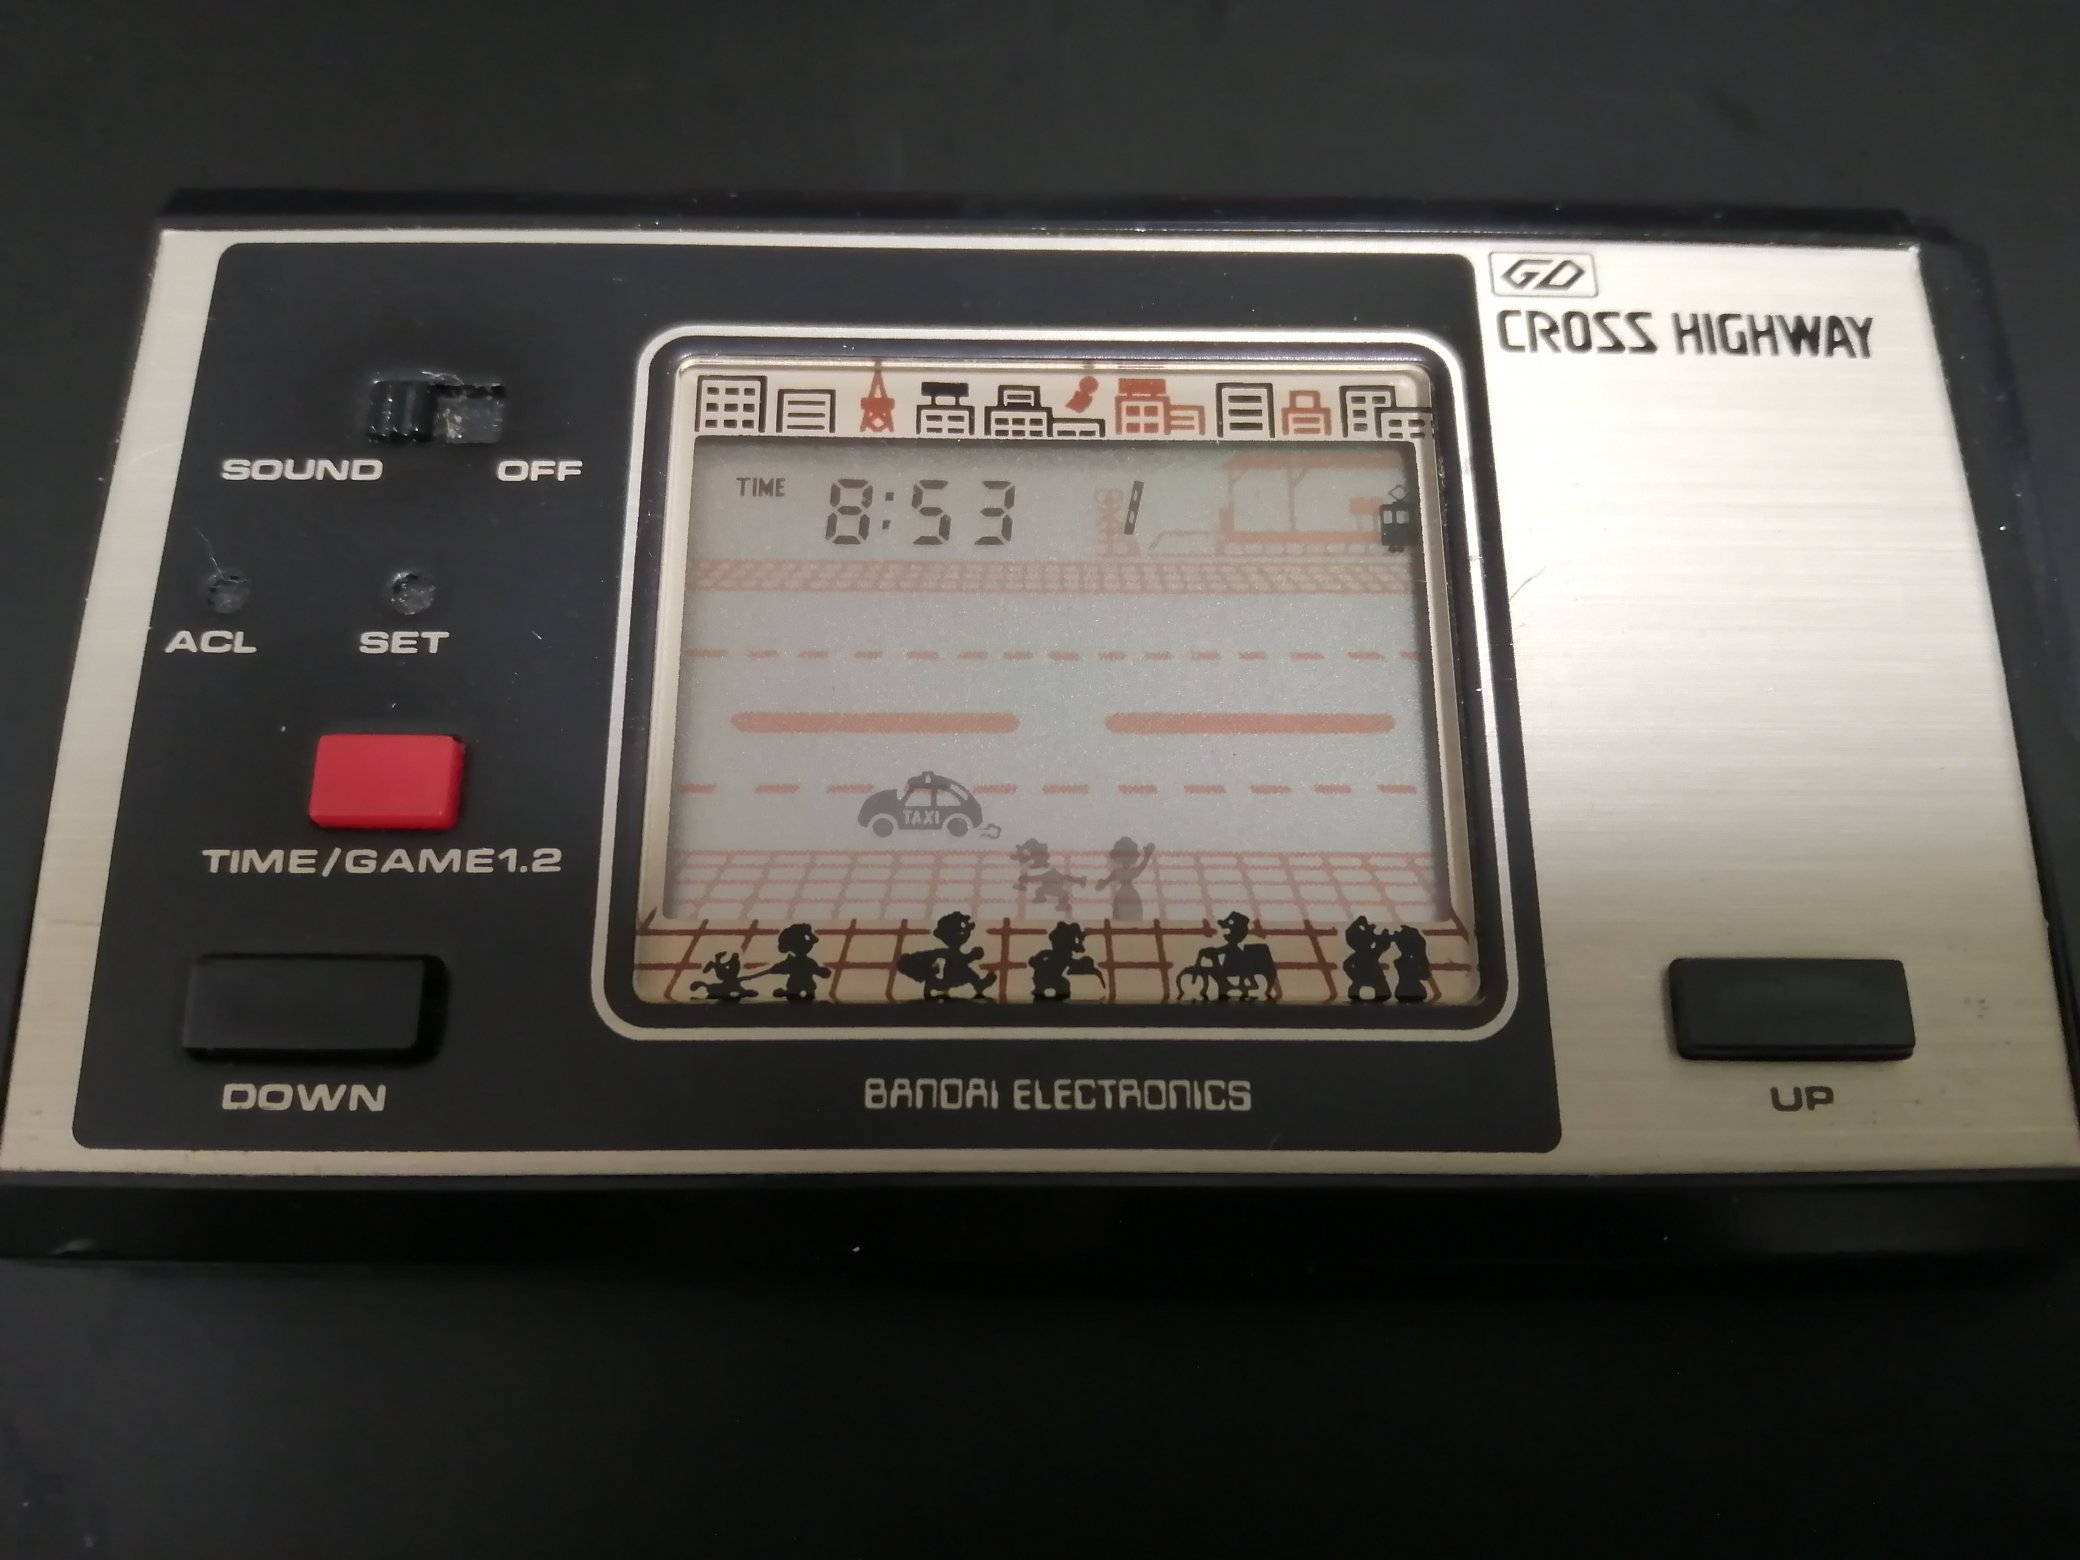 GD
CROSS HIGHWAY
SOUND OFF
TIME 8:53
ACL SET
TIME/GAME1.2
TAXI
DOWN
UP
BANDAI ELECTRONICS